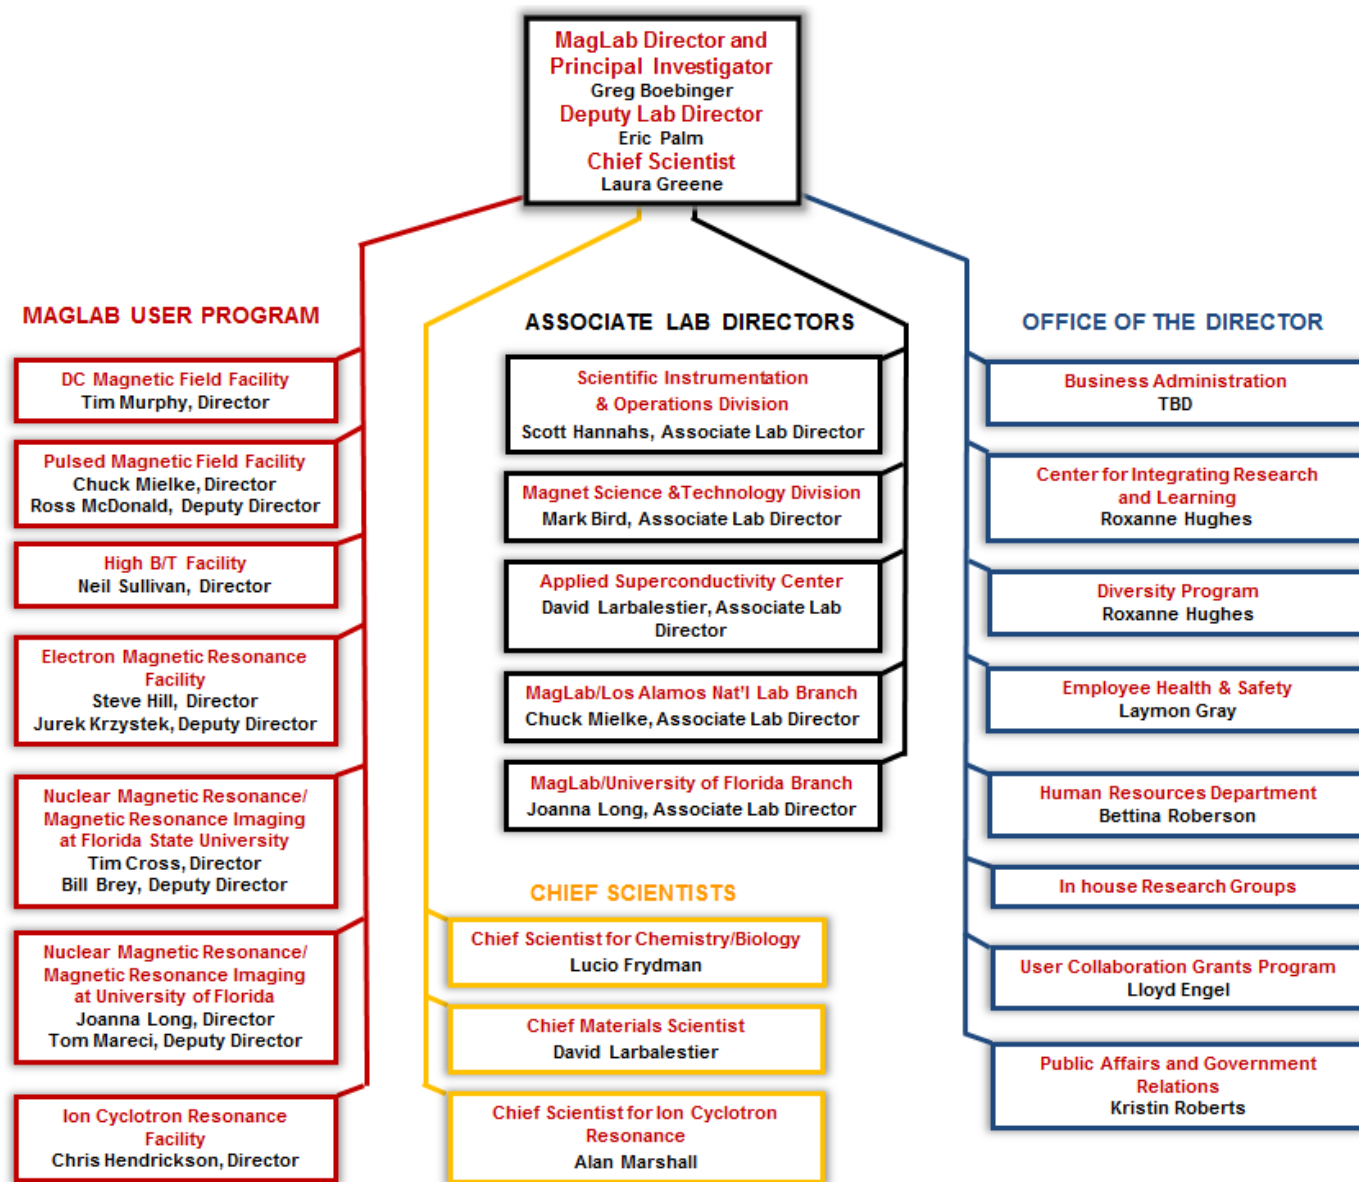 MagLab Director and
Principal Investigator
Greg Boebinger
Deputy Lab Director
Eric Palm
Chief Scientist
Laura Greene
MAGLAB USER PROGRAM
DC Magnetic Field Facility
Tim Murphy, Director
Pulsed Magnetic Field Facility
Chuck Mielke, Director
Ross McDonald, Deputy Director
High B/T Facility
Neil Sullivan, Director
Electron Magnetic Resonance
Facility
Steve Hill, Director
Jurek Krzystek, Deputy Director
Nuclear Magnetic Resonance/
Magnetic Resonance Imaging
at Florida State University
Tim Cross, Director
Bill Brey, Deputy Director
Nuclear Magnetic Resonance/
Magnetic Resonance Imaging
at University of Florida
Joanna Long, Director
Tom Mareci, Deputy Director
Ion Cyclotron Resonance
Facility
Chris Hendrickson, Director
ASSOCIATE LAB DIRECTORS
Scientific Instrumentation
& Operations Division
Scott Hannahs, Associate Lab Director
Magnet Science &Technology Division
Mark Bird, Associate Lab Director
Applied Superconductivity Center
David Larbalestier, Associate Lab
Director
MagLab/Los Alamos Nat'l Lab Branch
Chuck Mielke, Associate Lab Director
MagLab/University of Florida Branch
Joanna Long, Associate Lab Director
CHIEF SCIENTISTS
Chief Scientist for Chemistry/Biology
Lucio Frydman
Chief Materials Scientist
David Larbalestier
Chief Scientist for Ion Cyclotron
Resonance
Alan Marshall
OFFICE OF THE DIRECTOR
Business Administration
TBD
Center for Integrating Research
and Learning
Roxanne Hughes
Diversity Program
Roxanne Hughes
Employee Health & Safety
Laymon Gray
Human Resources Department
Bettina Roberson
In house Research Groups
User Collaboration Grants Program
Lloyd Engel
Public Affairs and Government
Relations
Kristin Roberts